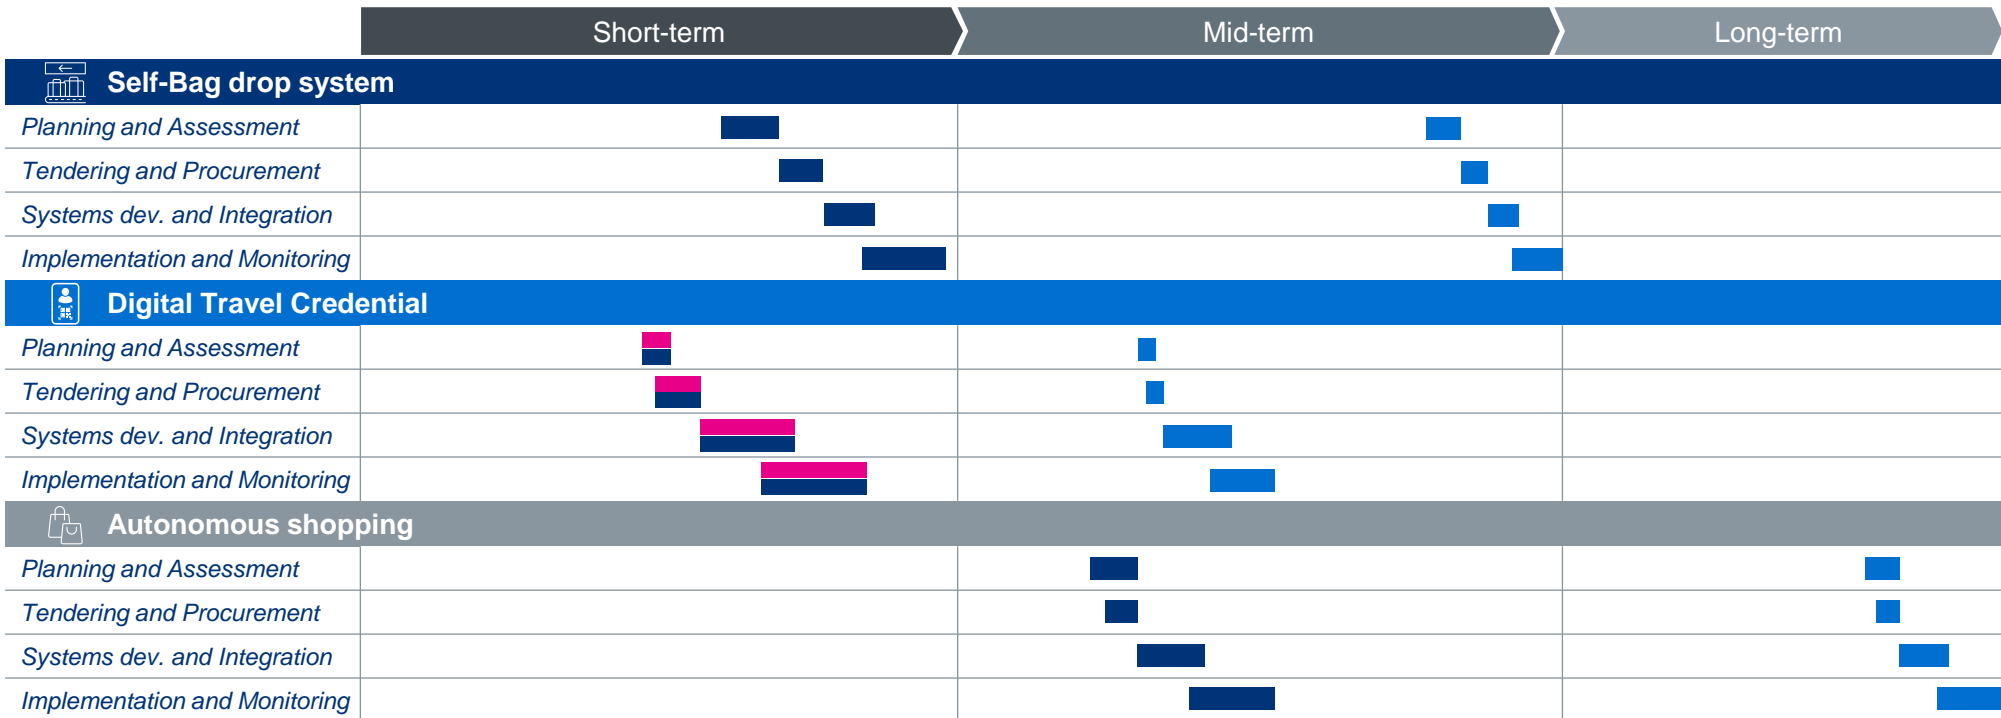 Short-term Mid-term Long-term
Self-Bag drop system
Planning and Assessment
Tendering and Procurement
Systems dev. and Integration
Implementation and Monitoring
Digital Travel Credential
Planning and Assessment
Tendering and Procurement
Systems dev. and Integration
Implementation and Monitoring
Autonomous shopping
Planning and Assessment
Tendering and Procurement
Systems dev. and Integration
Implementation and Monitoring